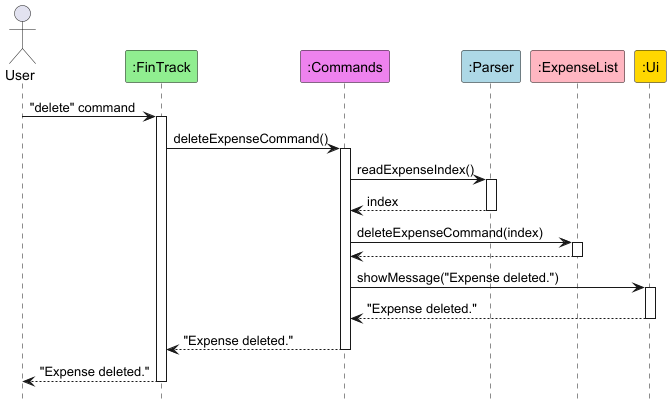 User
:FinTrack
:Commands
:Parser
:ExpenseList
:Ui
"delete" command
deleteExpenseCommand()
readExpenseIndex()
index
deleteExpenseCommand(index)
showMessage("Expense deleted.")
"Expense deleted."
"Expense deleted."
"Expense deleted."